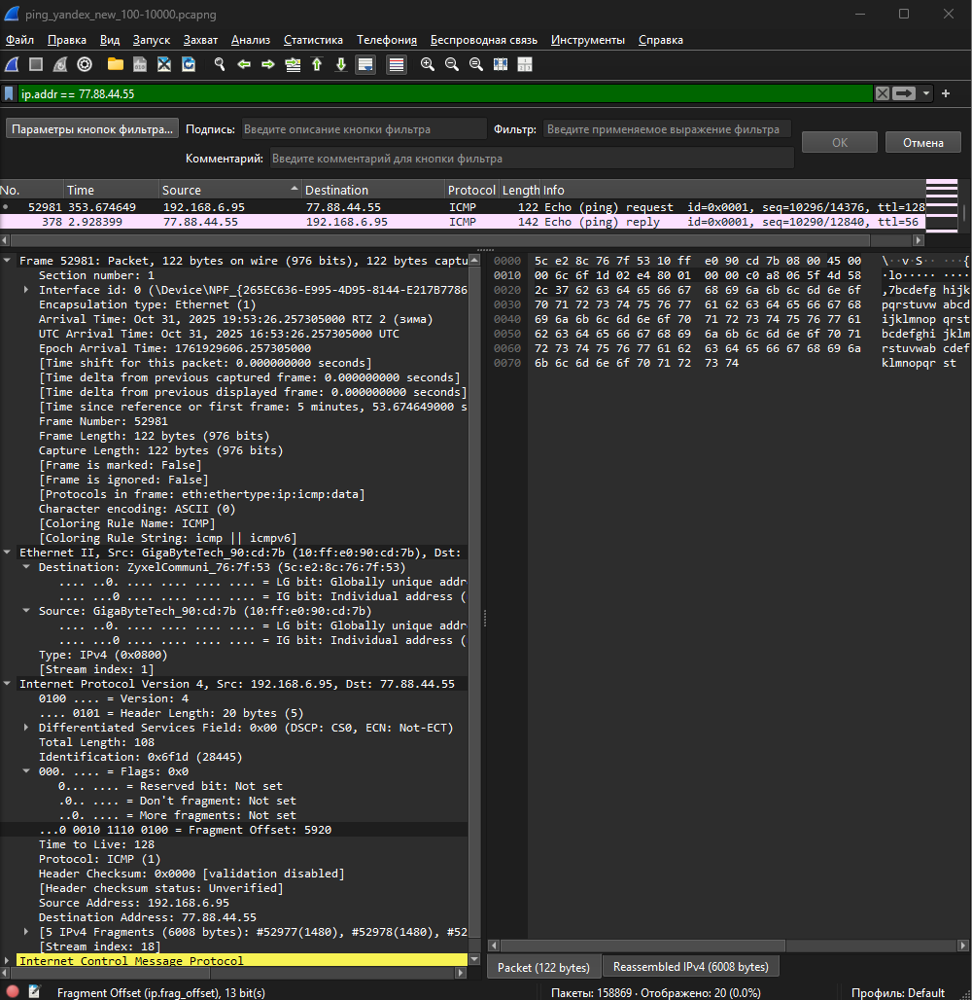 ping_yandex_new_100-10000.pcapng
Файл Правка Вид Запуск Захват Анализ Статистика Телефония Беспроводная связь Инструменты Справка
ip.addr == 77.88.44.55
Параметры кнопок фильтра... Подпись: Введите описание кнопки фильтра Фильтр: Введите применяемое выражение фильтра OK Отмена
Комментарий: Введите комментарий для кнопки фильтра
No. Time Source Destination Protocol Length Info
52981 353.674649 192.168.6.95 77.88.44.55 ICMP 122 Echo (ping) request id=0x0001, seq=10296/14376, ttl=128
378 2.928399 77.88.44.55 192.168.6.95 ICMP 142 Echo (ping) reply id=0x0001, seq=10290/12840, ttl=56
Frame 52981: Packet, 122 bytes on wire (976 bits), 122 bytes captu
Section number: 1
Interface id: 0 (\Device\NPF_{265EC636-E995-4D95-8144-E217B7786
Encapsulation type: Ethernet (1)
Arrival Time: Oct 31, 2025 19:53:26.257305000 RTZ 2 (зима)
UTC Arrival Time: Oct 31, 2025 16:53:26.257305000 UTC
Epoch Arrival Time: 1761929606.257305000
[Time shift for this packet: 0.000000000 seconds]
[Time delta from previous captured frame: 0.000000000 seconds]
[Time delta from previous displayed frame: 0.000000000 seconds]
[Time since reference or first frame: 5 minutes, 53.674649000 s
Frame Number: 52981
Frame Length: 122 bytes (976 bits)
Capture Length: 122 bytes (976 bits)
[Frame is marked: False]
[Frame is ignored: False]
[Protocols in frame: eth:ethertype:ip:icmp:data]
Character encoding: ASCII (0)
[Coloring Rule Name: ICMP]
[Coloring Rule String: icmp || icmpv6]
Ethernet II, Src: GigaByteTech_90:cd:7b (10:ff:e0:90:cd:7b), Dst:
Destination: ZyxelCommuni_76:7f:53 (5c:e2:8c:76:7f:53)
.... ..0. .... .... .... .... = LG bit: Globally unique addr
.... ...0 .... .... .... .... = IG bit: Individual address (
Source: GigaByteTech_90:cd:7b (10:ff:e0:90:cd:7b)
.... ..0. .... .... .... .... = LG bit: Globally unique addr
.... ...0 .... .... .... .... = IG bit: Individual address (
Type: IPv4 (0x0800)
[Stream index: 1]
Internet Protocol Version 4, Src: 192.168.6.95, Dst: 77.88.44.55
0100 .... = Version: 4
.... 0101 = Header Length: 20 bytes (5)
Differentiated Services Field: 0x00 (DSCP: CS0, ECN: Not-ECT)
Total Length: 108
Identification: 0x6f1d (28445)
000. .... = Flags: 0x0
0... .... = Reserved bit: Not set
.0.. .... = Don't fragment: Not set
..0. .... = More fragments: Not set
...0 0010 1110 0100 = Fragment Offset: 5920
Time to Live: 128
Protocol: ICMP (1)
Header Checksum: 0x0000 [validation disabled]
[Header checksum status: Unverified]
Source Address: 192.168.6.95
Destination Address: 77.88.44.55
[5 IPv4 Fragments (6008 bytes): #52977(1480), #52978(1480), #52
[Stream index: 18]
Internet Control Message Protocol
0000 5c e2 8c 76 7f 53 10 ff e0 90 cd 7b 08 00 45 00 \··v·S·· ···{
0010 00 6c 6f 1d 02 e4 80 01 00 00 c0 a8 06 5f 4d 58 ·lo·····
0020 2c 37 62 63 64 65 66 67 68 69 6a 6b 6c 6d 6e 6f ,7bcdefg hijk
0030 70 71 72 73 74 75 76 77 61 62 63 64 65 66 67 68 pqrstuvw abcd
0040 69 6a 6b 6c 6d 6e 6f 70 71 72 73 74 75 76 77 61 ijklmnop qrst
0050 62 63 64 65 66 67 68 69 6a 6b 6c 6d 6e 6f 70 71 bcdefghi jklm
0060 72 73 74 75 76 77 61 62 63 64 65 66 67 68 69 6a rstuvwab cdef
0070 6b 6c 6d 6e 6f 70 71 72 73 74 klmnopqr st
Packet (122 bytes) Reassembled IPv4 (6008 bytes)
Fragment Offset (ip.frag_offset), 13 bit(s) Пакеты: 158869 · Отображено: 20 (0.0%) Профиль: Default